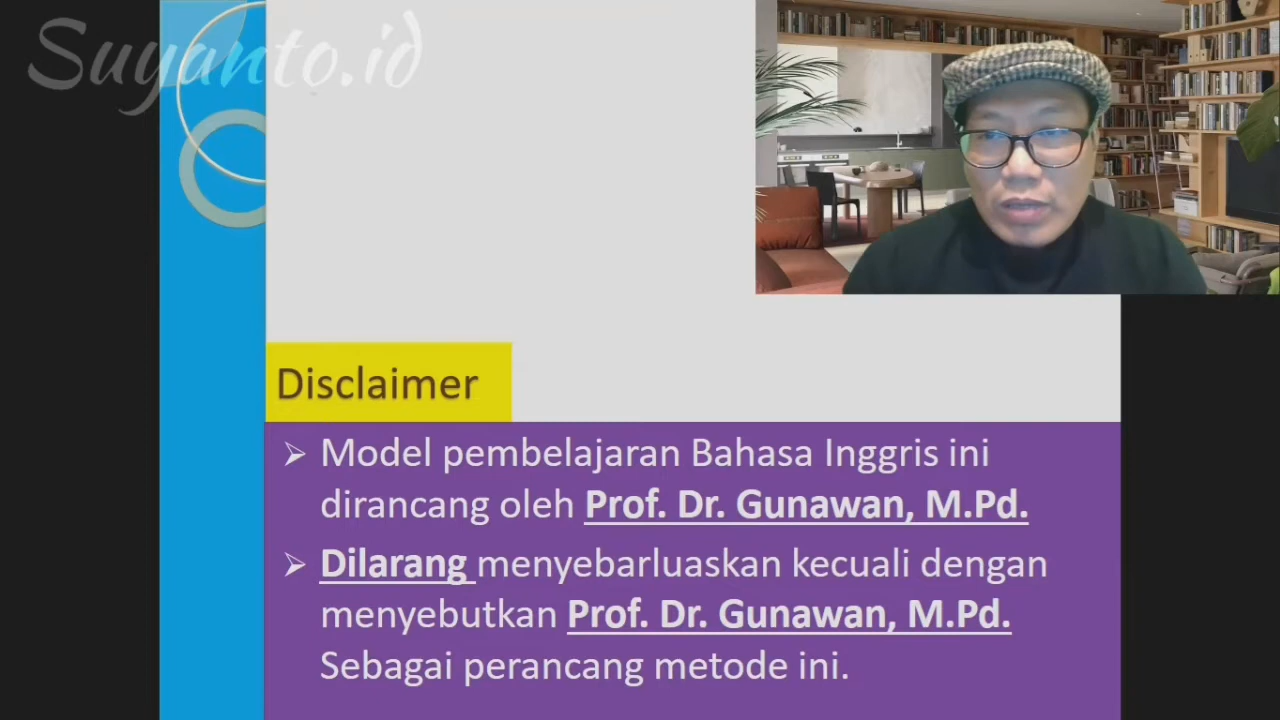 Suyanto.id
Disclaimer
➢ Model pembelajaran Bahasa Inggris ini
dirancang oleh Prof. Dr. Gunawan, M.Pd.
➢ Dilarang menyebarluaskan kecuali dengan
menyebutkan Prof. Dr. Gunawan, M.Pd.
Sebagai perancang metode ini.